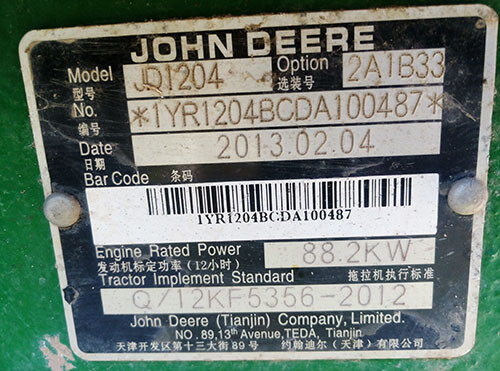 JOHN DEERE
Model JD1204 Option 2A1B33
型号 选装号
No. *1YR1204BCDA100487*
编号
Date 2013.02.04
日期
Bar Code 条码
1YR1204BCDA100487
Engine Rated Power 88.2KW
发动机标定功率（12小时）
Tractor Implement Standard 拖拉机执行标准
Q/12KF5356-2012
John Deere (Tianjin) Company, Limited.
NO.89.13th Avenue,TEDA, Tianjin
天津开发区第十三大街89号 约翰迪尔（天津）有限公司